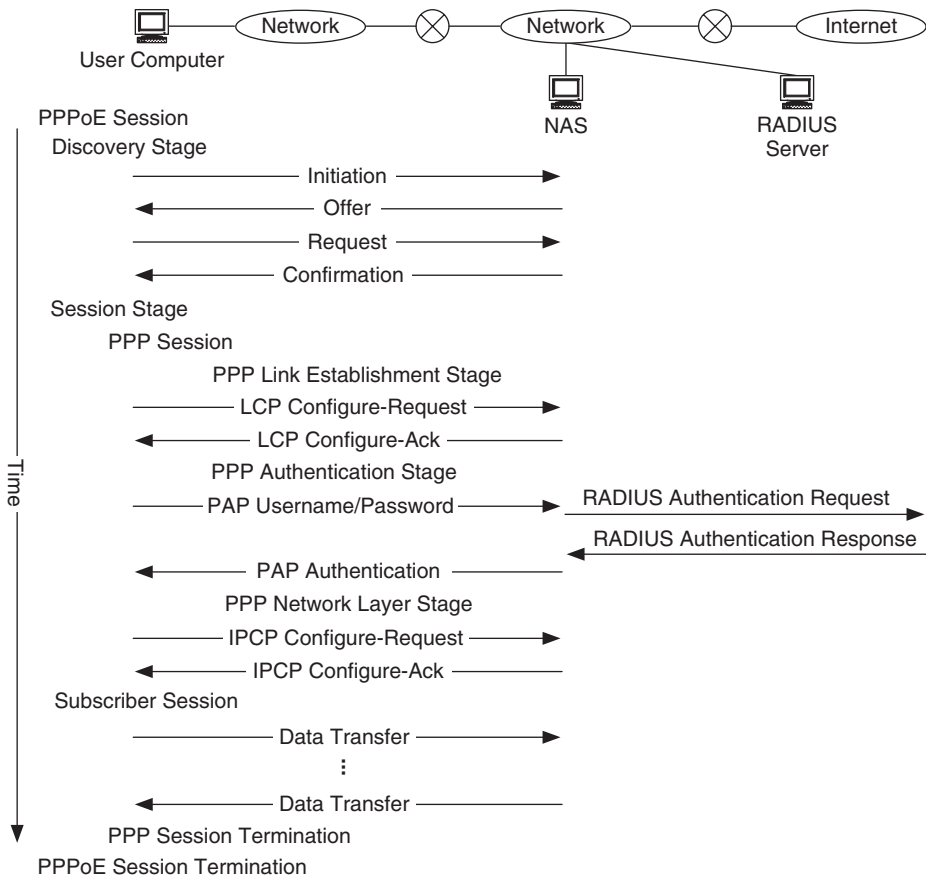 Network
Network
Internet
User Computer
NAS
RADIUS
Server
PPPoE Session
Discovery Stage
Initiation
Offer
Request
Confirmation
Session Stage
PPP Session
PPP Link Establishment Stage
LCP Configure-Request
LCP Configure-Ack
Time
PPP Authentication Stage
PAP Username/Password
RADIUS Authentication Request
RADIUS Authentication Response
PAP Authentication
PPP Network Layer Stage
IPCP Configure-Request
IPCP Configure-Ack
Subscriber Session
Data Transfer
Data Transfer
PPP Session Termination
PPPoE Session Termination